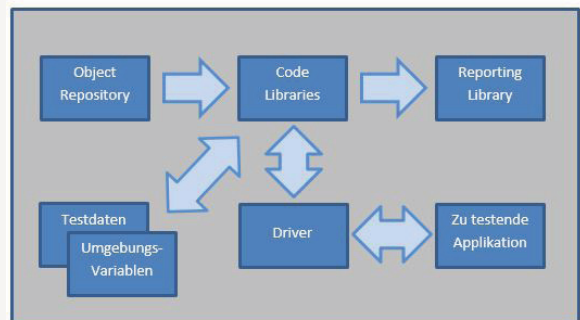 Object
Repository
Code
Libraries
Reporting
Library
Testdaten
Umgebungs-
Variablen
Driver
Zu testende
Applikation